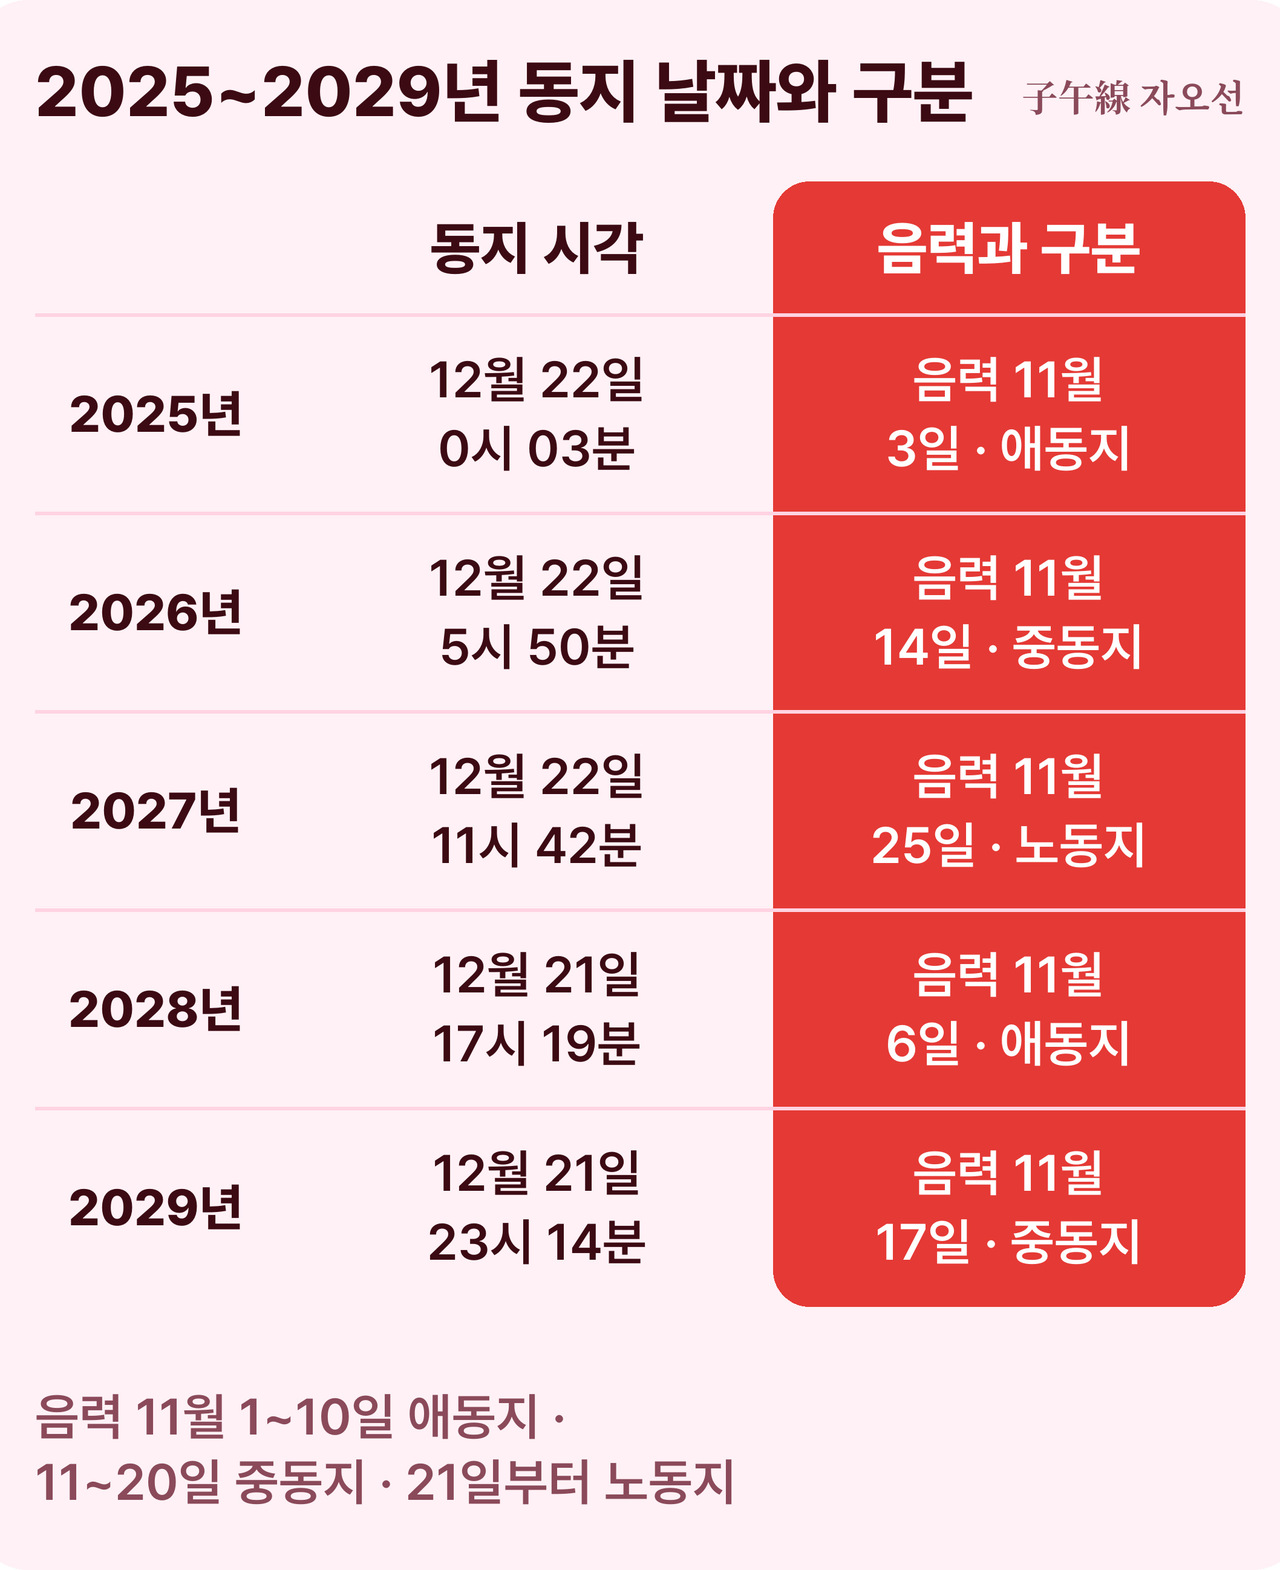 2025~2029년 동지 날짜와 구분 子午線 자오선
동지 시각 음력과 구분
2025년
12월 22일
0시 03분
음력 11월
3일 · 애동지
2026년
12월 22일
5시 50분
음력 11월
14일 · 중동지
2027년
12월 22일
11시 42분
음력 11월
25일 · 노동지
2028년
12월 21일
17시 19분
음력 11월
6일 · 애동지
2029년
12월 21일
23시 14분
음력 11월
17일 · 중동지
음력 11월 1~10일 애동지 ·
11~20일 중동지 · 21일부터 노동지